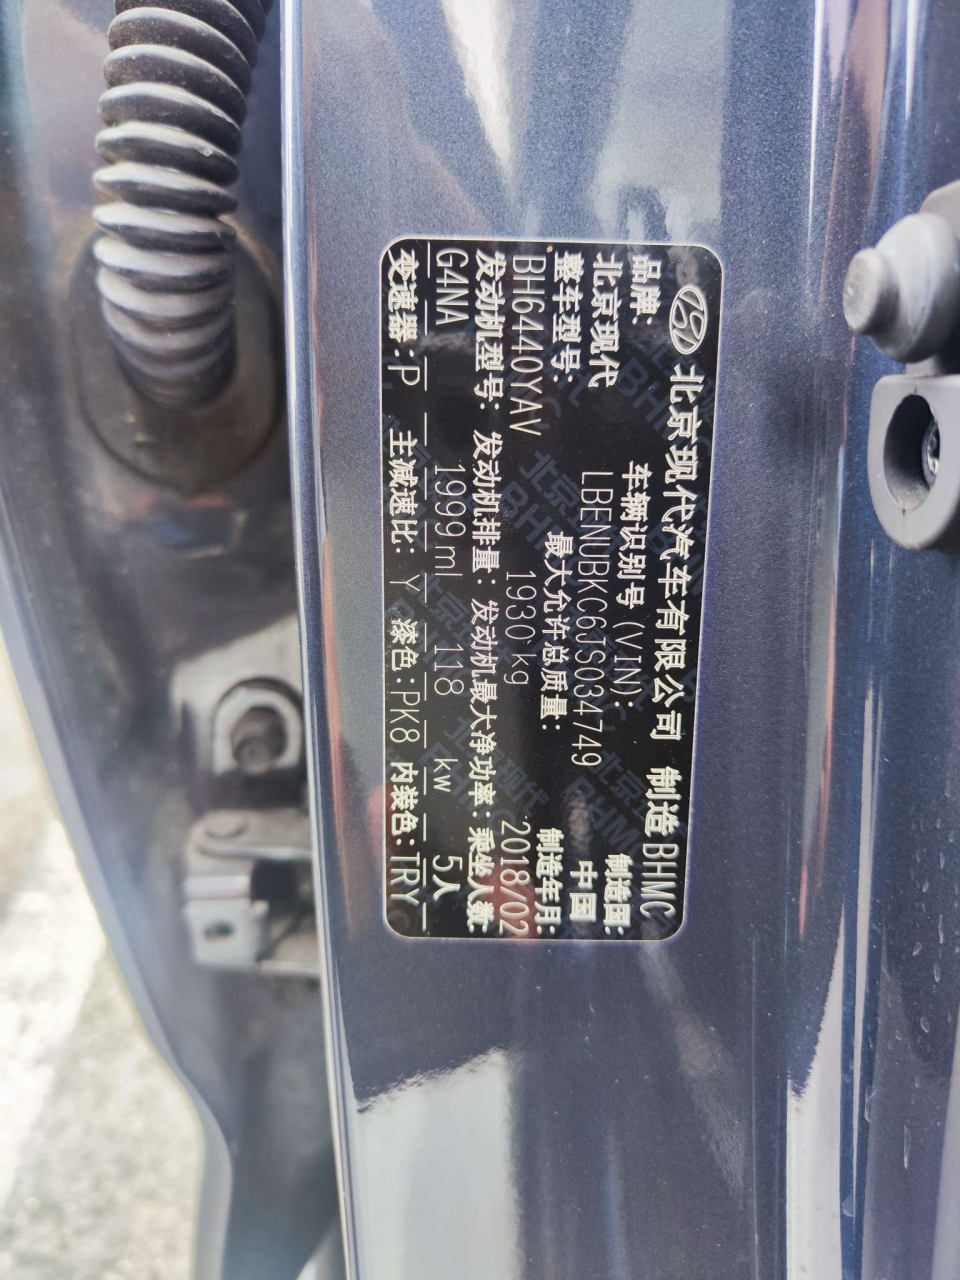 北京现代汽车有限公司 制造 BHMC
品牌: 车辆识别号(VIN): 制造国:
北京现代 LBENUBKC6JS034749 中国
整车型号: 最大允许总质量: 制造年月:
BH6440YAV 1930 kg 2018/02
发动机型号: 发动机排量: 发动机最大净功率: 乘坐人数:
G4NA 1999ml 118 kw 5人
变速器:P 主减速比: Y 漆色:PK8 内装色:TRY